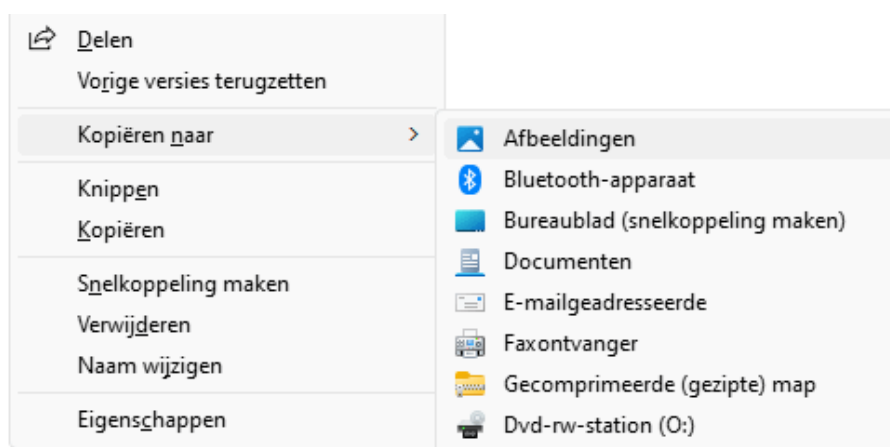 Delen
Vorige versies terugzetten
Kopiëren naar
Knippen
Kopiëren
Snelkoppeling maken
Verwijderen
Naam wijzigen
Eigenschappen
Afbeeldingen
Bluetooth-apparaat
Bureaublad (snelkoppeling maken)
Documenten
E-mailgeadresseerde
Faxontvanger
Gecomprimeerde (gezipte) map
Dvd-rw-station (O:)